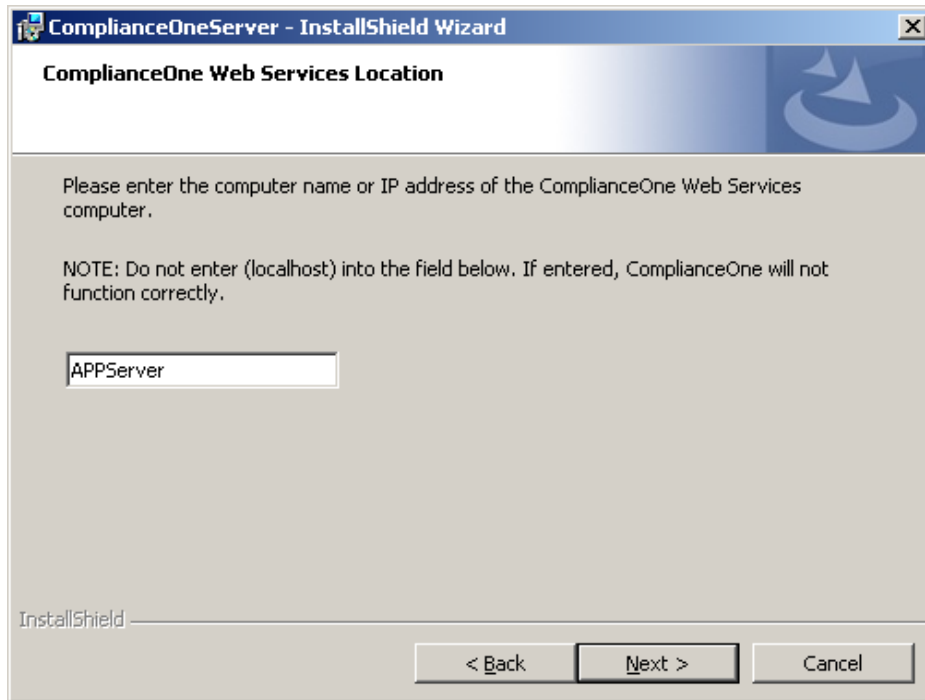 ComplianceOneServer - InstallShield Wizard
ComplianceOne Web Services Location
Please enter the computer name or IP address of the ComplianceOne Web Services
computer.
NOTE: Do not enter (localhost) into the field below. If entered, ComplianceOne will not
function correctly.
APPServer
InstallShield
< Back
Next >
Cancel